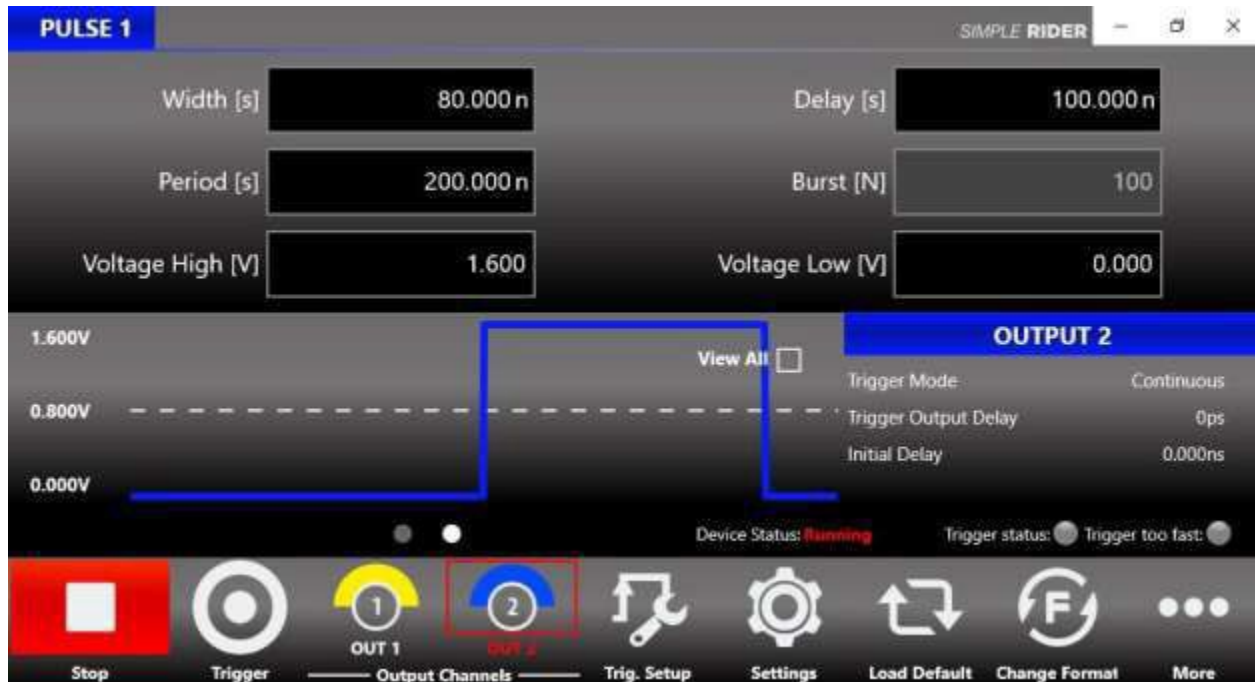 PULSE 1
SIMPLE RIDER
Width [s] 80.000 n Delay [s] 100.000 n
Period [s] 200.000 n Burst [N] 100
Voltage High [V] 1.600 Voltage Low [V] 0.000
1.600V
View All
0.800V
0.000V
OUTPUT 2
Trigger Mode Continuous
Trigger Output Delay 0ps
Initial Delay 0.000ns
Device Status: Running Trigger status: Trigger too fast:
1 2 F
OUT 1 OUT 2
Stop Trigger Output Channels Trig. Setup Settings Load Default Change Format More